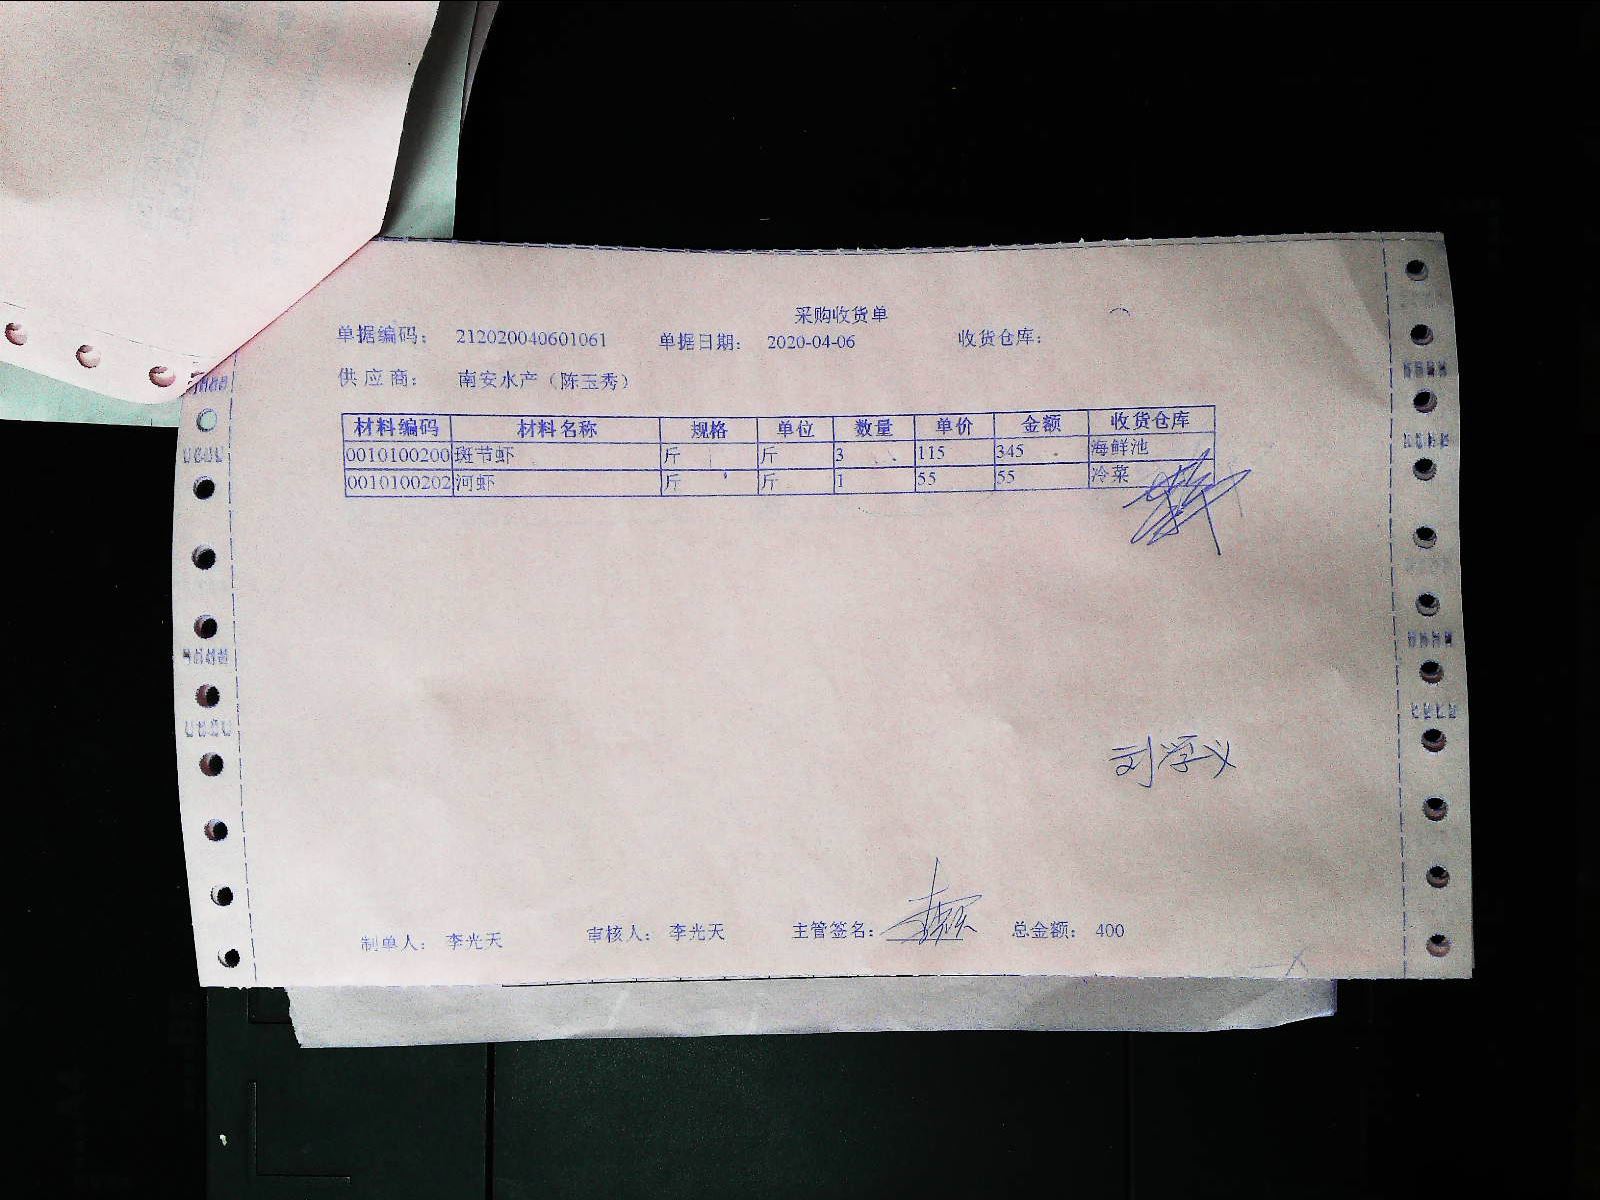 采购收货单
单据编码： 212020040601061 单据日期： 2020-04-06 收货仓库：
供应商： 南安水产（陈玉秀）
材料编码 材料名称 规格 单位 数量 单价 金额 收货仓库
0010100200 斑节虾 斤 斤 3 115 345 海鲜池
0010100202 河虾 斤 斤 1 55 55 冷菜
刘学义
制单人： 李光天 审核人： 李光天 主管签名： 总金额： 400